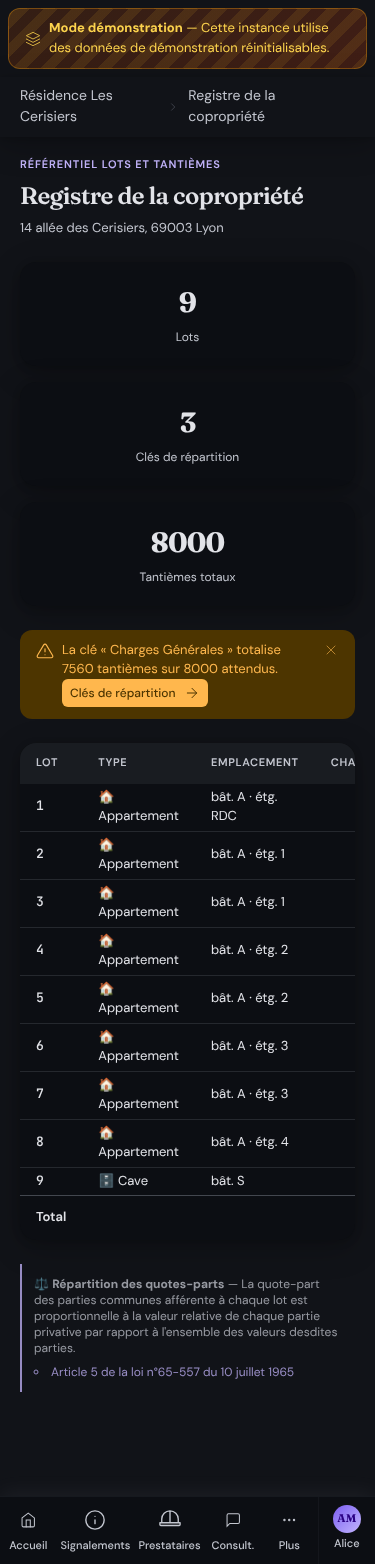 Mode démonstration — Cette instance utilise
des données de démonstration réinitialisables.
Résidence Les
Cerisiers
Registre de la
copropriété
RÉFÉRENTIEL LOTS ET TANTIÈMES
Registre de la copropriété
14 allée des Cerisiers, 69003 Lyon
9
Lots
3
Clés de répartition
8000
Tantièmes totaux
La clé « Charges Générales » totalise
7560 tantièmes sur 8000 attendus.
Clés de répartition →
LOT TYPE EMPLACEMENT CHA
1 Appartement bât. A · étg. RDC
2 Appartement bât. A · étg. 1
3 Appartement bât. A · étg. 1
4 Appartement bât. A · étg. 2
5 Appartement bât. A · étg. 2
6 Appartement bât. A · étg. 3
7 Appartement bât. A · étg. 3
8 Appartement bât. A · étg. 4
9 Cave bât. S
Total
Répartition des quotes-parts — La quote-part
des parties communes afférente à chaque lot est
proportionnelle à la valeur relative de chaque partie
privative par rapport à l'ensemble des valeurs desdites
parties.
Article 5 de la loi n°65-557 du 10 juillet 1965
Accueil Signalements Prestataires Consult. Plus
AM
Alice